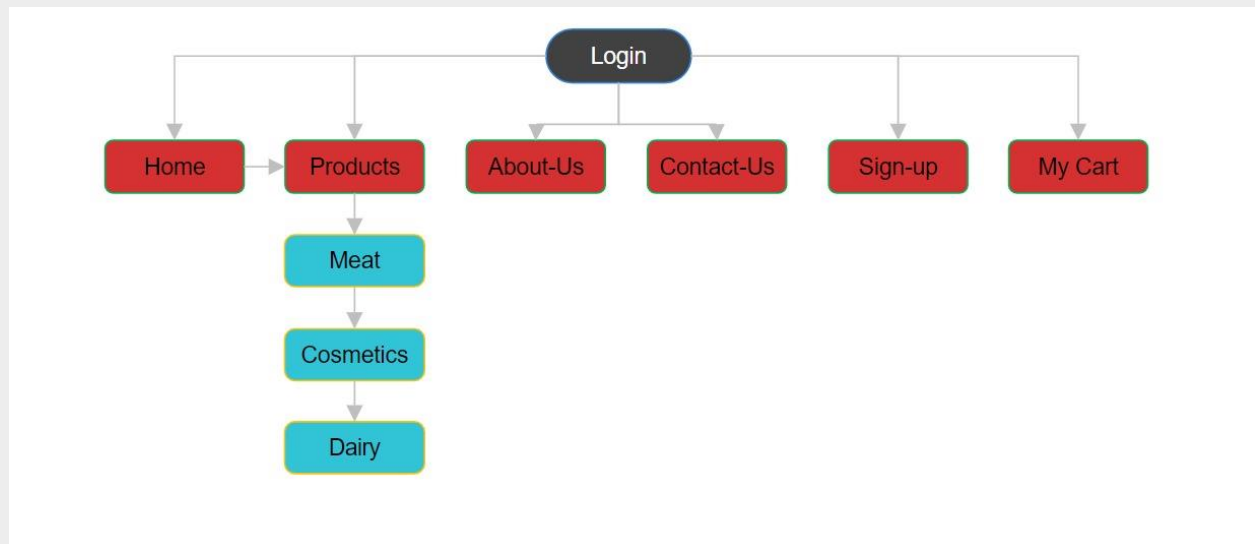 Login
Home
Products
About-Us
Contact-Us
Sign-up
My Cart
Meat
Cosmetics
Dairy